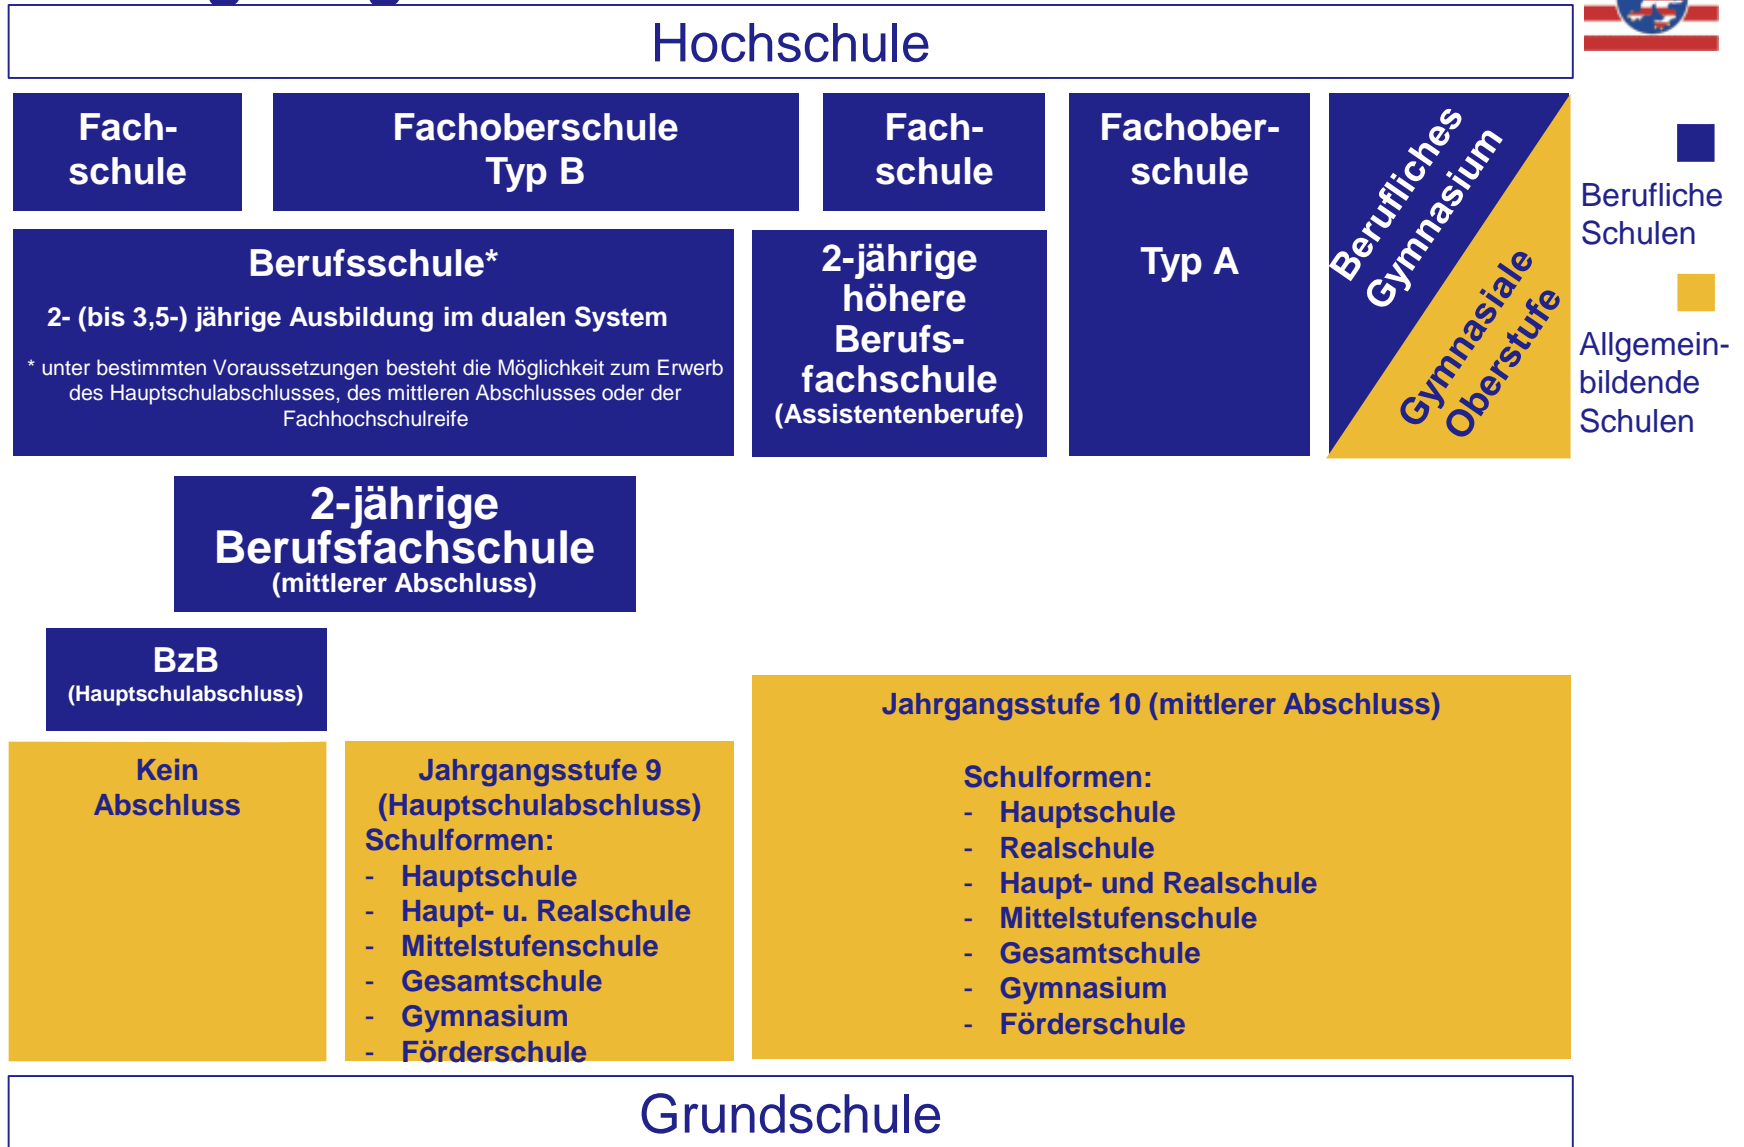 Hochschule
Fach-
schule
Fachoberschule
Typ B
Fach-
schule
Fachober-
schule
Typ A
Berufliches
Gymnasium
Gymnasiale
Oberstufe
Berufliche
Schulen
Allgemein-
bildende
Schulen
Berufsschule*
2- (bis 3,5-) jährige Ausbildung im dualen System
* unter bestimmten Voraussetzungen besteht die Möglichkeit zum Erwerb
des Hauptschulabschlusses, des mittleren Abschlusses oder der
Fachhochschulreife
2-jährige
höhere
Berufs-
fachschule
(Assistentenberufe)
2-jährige
Berufsfachschule
(mittlerer Abschluss)
BzB
(Hauptschulabschluss)
Kein
Abschluss
Jahrgangsstufe 9
(Hauptschulabschluss)
Schulformen:
- Hauptschule
- Haupt- u. Realschule
- Mittelstufenschule
- Gesamtschule
- Gymnasium
- Förderschule
Jahrgangsstufe 10 (mittlerer Abschluss)
Schulformen:
- Hauptschule
- Realschule
- Haupt- und Realschule
- Mittelstufenschule
- Gesamtschule
- Gymnasium
- Förderschule
Grundschule